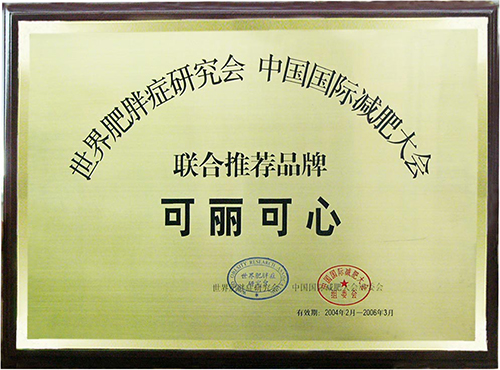 世界肥胖症研究会 中国国际减肥大会
联合推荐品牌
可丽可心
世界肥胖症研究会 中国国际减肥大会组委会
有效期：2004年2月—2006年3月